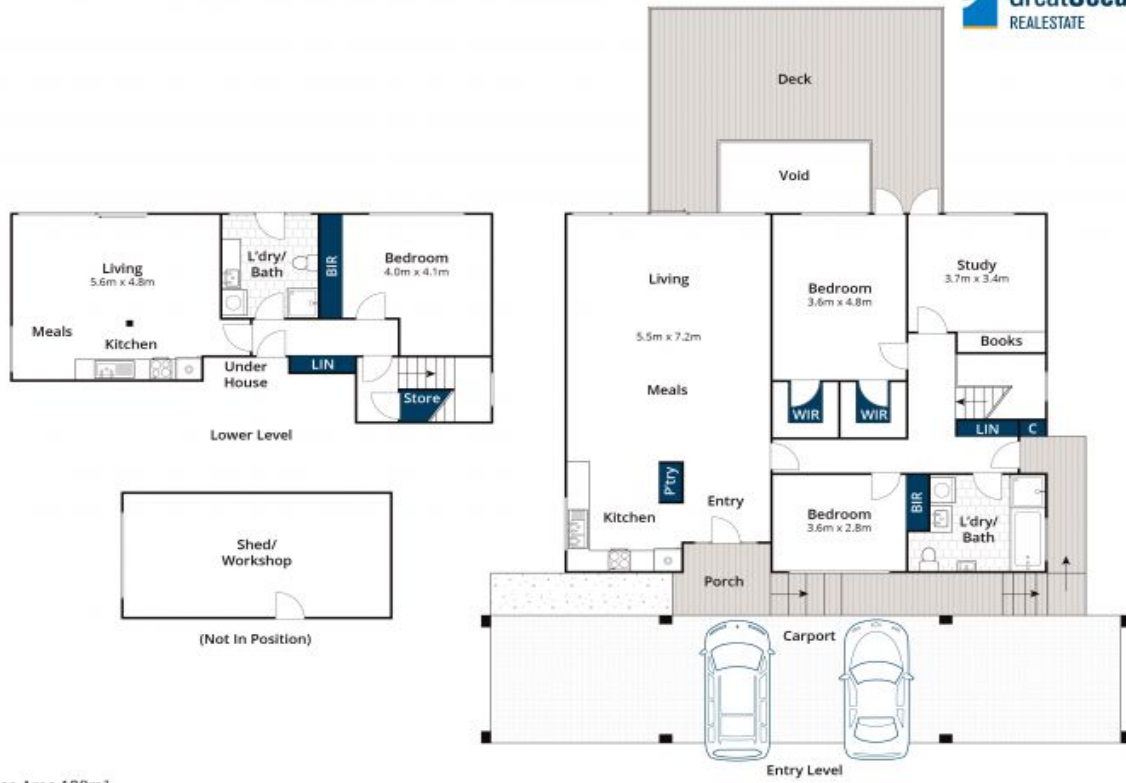 REALESTATE
Deck
Void
Living
5.6m x 4.8m
Meals
Kitchen
L'dry/
Bath
BIR
Bedroom
4.0m x 4.1m
Under
House
LIN
Store
Lower Level
Shed/
Workshop
(Not In Position)
Living
5.5m x 7.2m
Meals
P'try
Kitchen
Entry
Bedroom
3.6m x 4.8m
Study
3.7m x 3.4m
Books
WIR
WIR
LIN
C
Bedroom
3.6m x 2.8m
BIR
L'dry/
Bath
Porch
Carport
Entry Level